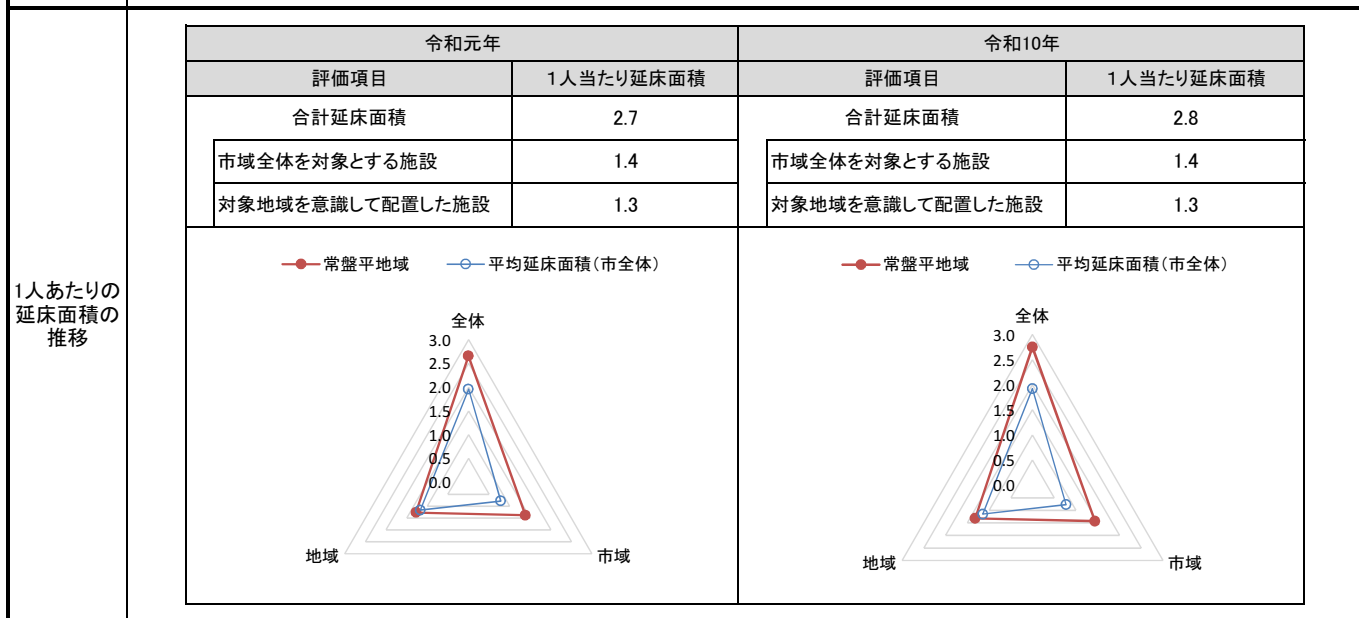 1人あたりの
延床面積の
推移
令和元年
評価項目 1人当たり延床面積
合計延床面積 2.7
市域全体を対象とする施設 1.4
対象地域を意識して配置した施設 1.3
常盤平地域 平均延床面積(市全体)
全体
3.0
2.5
2.0
1.5
1.0
0.5
0.0
地域 市域
令和10年
評価項目 1人当たり延床面積
合計延床面積 2.8
市域全体を対象とする施設 1.4
対象地域を意識して配置した施設 1.3
常盤平地域 平均延床面積(市全体)
全体
3.0
2.5
2.0
1.5
1.0
0.5
0.0
地域 市域